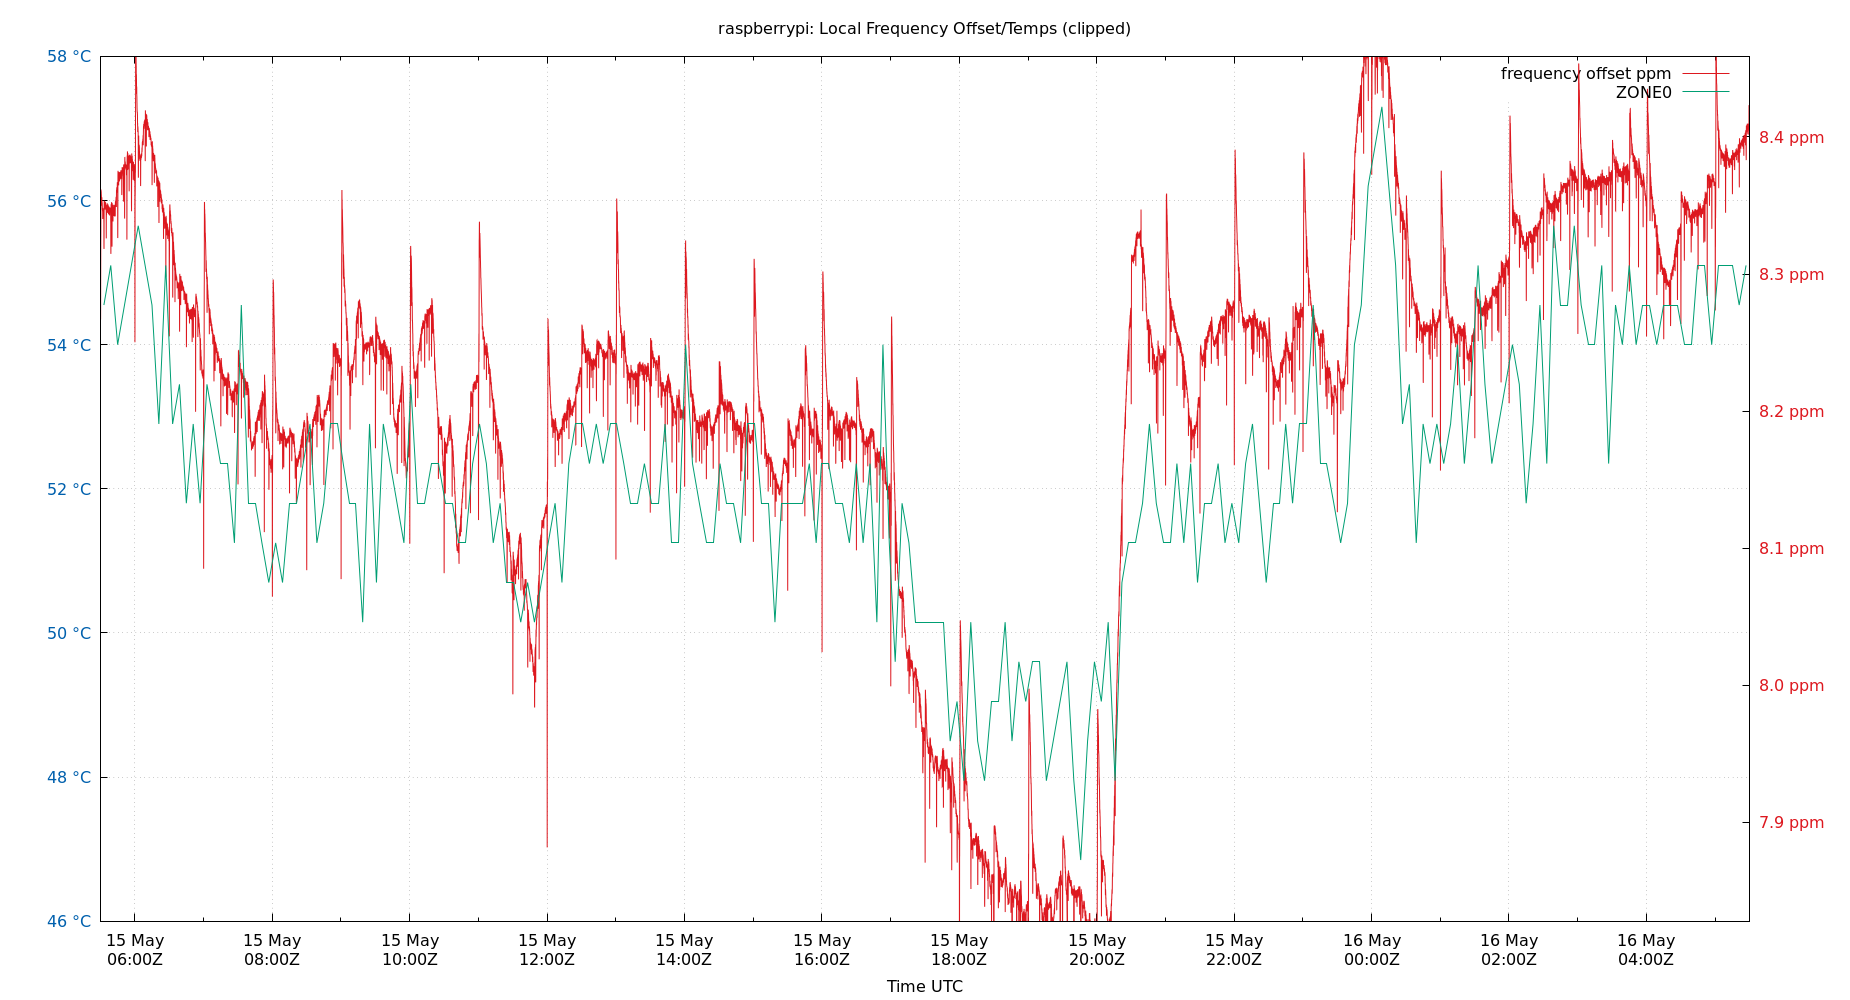 raspberrypi: Local Frequency Offset/Temps (clipped)
58 °C
56 °C
54 °C
52 °C
50 °C
48 °C
46 °C
frequency offset ppm
ZONE0
8.4 ppm
8.3 ppm
8.2 ppm
8.1 ppm
8.0 ppm
7.9 ppm
15 May 15 May 15 May 15 May 15 May 15 May 15 May 15 May 15 May 16 May 16 May 16 May
06:00Z 08:00Z 10:00Z 12:00Z 14:00Z 16:00Z 18:00Z 20:00Z 22:00Z 00:00Z 02:00Z 04:00Z
Time UTC